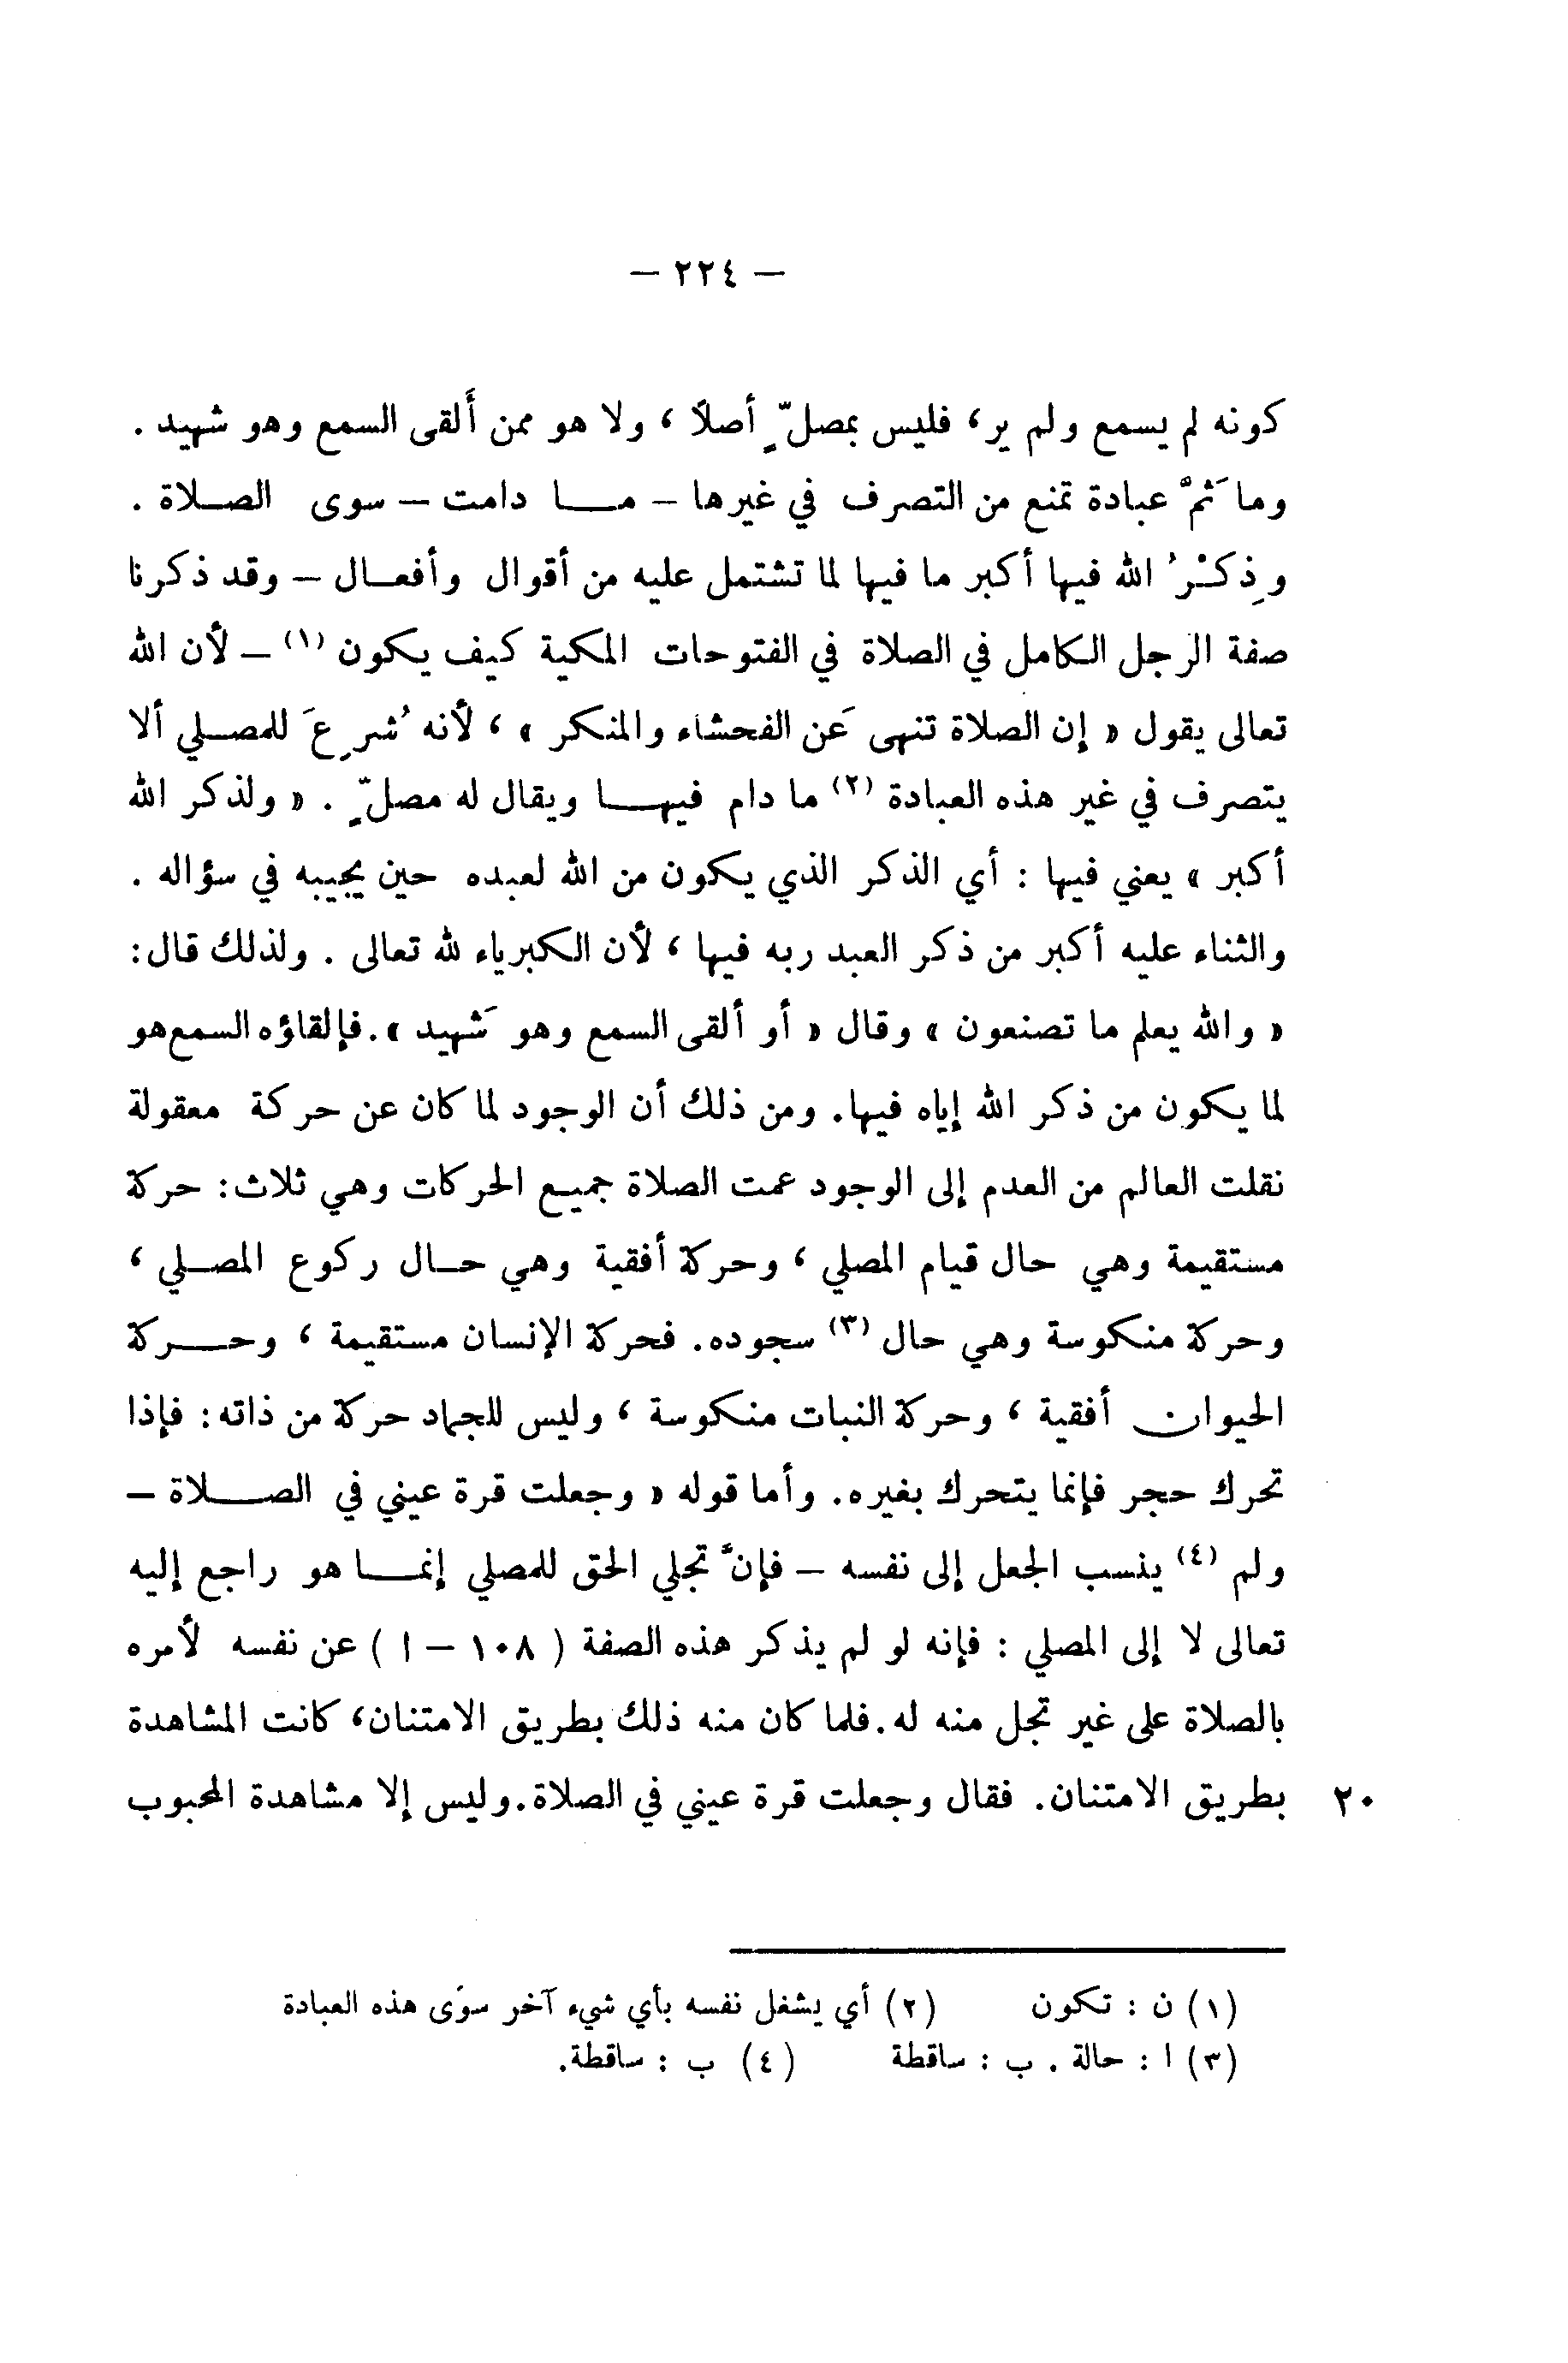 — ٢٢٤ —
كونه لم يسمع ولم ير، فليس بمصلٍّ أصلاً، ولا هو ممن ألقى السمع وهو شهيد .
وما ثَمَّ عبادة تمنع من التصرف في غيرها – ما دامت – سوى الصلاة .
وذِكْرُ الله فيها أكبر ما فيها لما تشتمل عليه من أقوال وأفعال – وقد ذكرنا
صفة الرجل الكامل في الصلاة في الفتوحات المكية كيف يكون (١) – لأن الله
تعالى يقول « إن الصلاة تنهى عَن الفحشاء والمنكر » ، لأنه شُرِعَ للمصلي ألا
يتصرف في غير هذه العبادة (٢) ما دام فيها ويقال له مصلٍّ . « ولذكر الله
أكبر » يعني فيها : أي الذكر الذي يكون من الله لعبده حين يجيبه في سؤاله .
والثناء عليه أكبر من ذكر العبد ربه فيها ، لأن الكبرياء لله تعالى . ولذلك قال:
« والله يعلم ما تصنعون » وقال « أو ألقى السمع وهو شَهيد ».فإلقاؤه السمع هو
لما يكون من ذكر الله إياه فيها. ومن ذلك أن الوجود لما كان عن حركة معقولة
نقلت العالم من العدم إلى الوجود عمت الصلاة جميع الحركات وهي ثلاث: حركة
مستقيمة وهي حال قيام المصلي ، وحركة أفقية وهي حال ركوع المصلي ،
وحركة منكوسة وهي حال (٣) سجوده. فحركة الإنسان مستقيمة ، وحركة
الحيوان أفقية ، وحركة النبات منكوسة ، وليس للجماد حركة من ذاته: فإذا
تحرك حجر فإنما يتحرك بغيره. وأما قوله « وجعلت قرة عيني في الصلاة –
ولم (٤) ينسب الجعل إلى نفسه – فإنَّ تجلي الحق للمصلي إنما هو راجع إليه
تعالى لا إلى المصلي : فإنه لو لم يذكر هذه الصفة ( ١٠٨ – ا ) عن نفسه لأمره
بالصلاة على غير تجل منه له.فلما كان منه ذلك بطريق الامتنان، كانت المشاهدة
٢٠ بطريق الامتنان. فقال وجعلت قرة عيني في الصلاة.وليس إلا مشاهدة المحبوب
(١) ن : تكون (٢) أي يشغل نفسه بأي شيء آخر سوَى هذه العبادة
(٣) ا : حالة . ب : ساقطة (٤) ب : ساقطة.